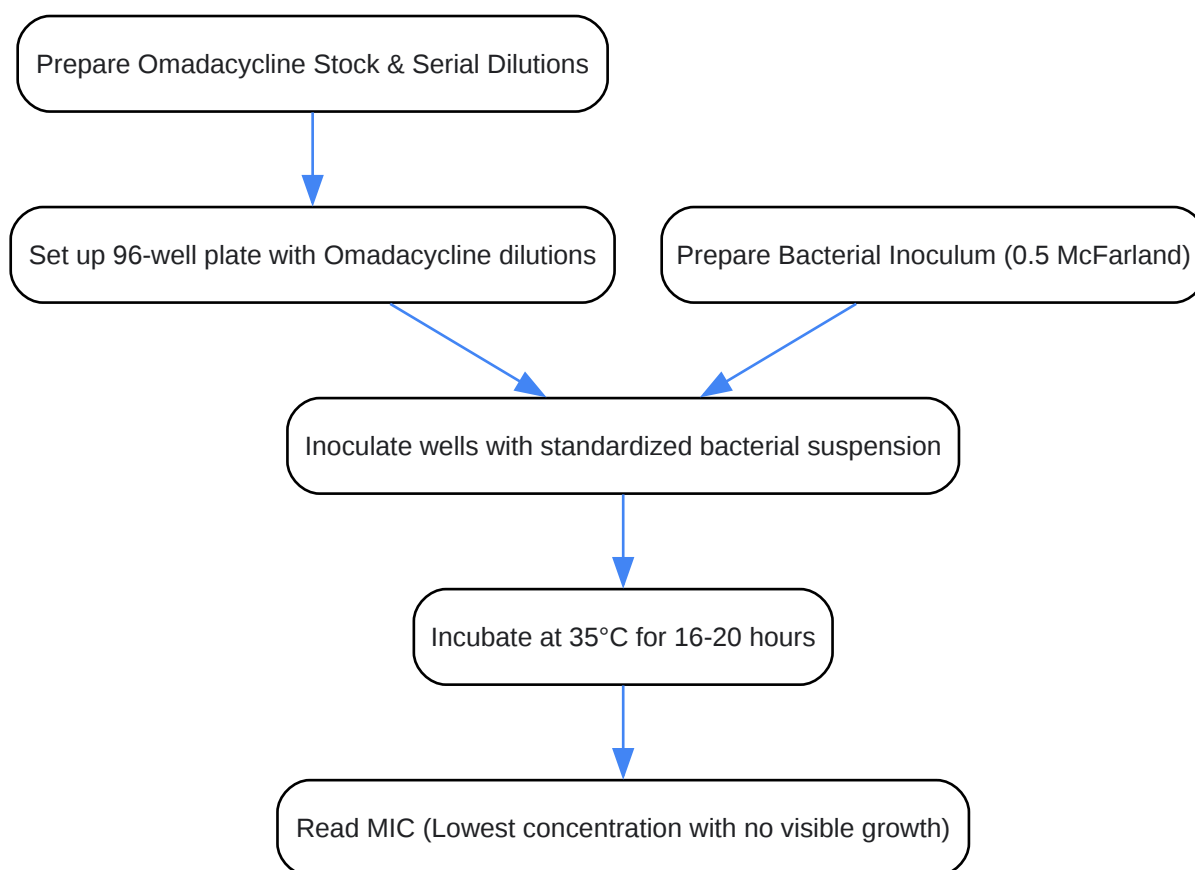 Prepare Omadacycline Stock & Serial Dilutions
Set up 96-well plate with Omadacycline dilutions
Prepare Bacterial Inoculum (0.5 McFarland)
Inoculate wells with standardized bacterial suspension
Incubate at 35°C for 16-20 hours
Read MIC (Lowest concentration with no visible growth)